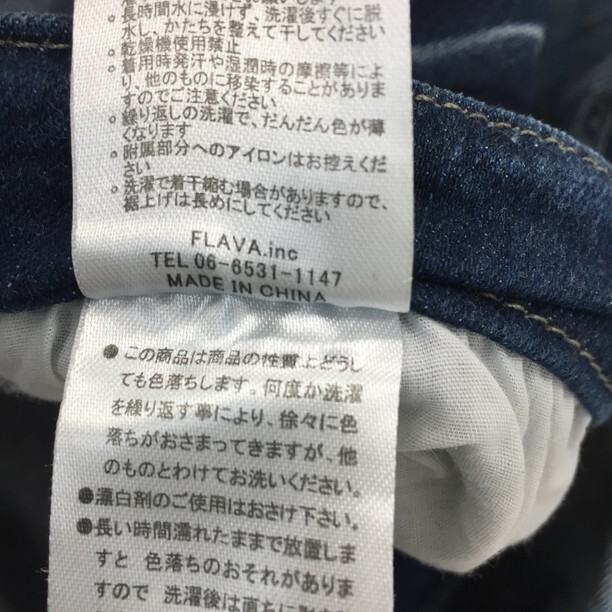 。長時間水に浸けず、洗濯後すぐに脱
水し、かたちを整えて干してください
。乾燥機使用禁止
。着用時発汗や湿潤時の摩擦等によ
り、他のものに移染することがありま
すのでご注意ください
。繰り返しの洗濯で、だんだん色が薄
くなります
。附属部分へのアイロンはお控えくだ
さい
。洗濯で着干縮む場合がありますので、
裾上げは長めにしてください
FLAVA.inc
TEL 06-6531-1147
MADE IN CHINA
●この商品は商品の性質上どうし
ても色落ちします。何度か洗濯
を繰り返す事により、徐々に色
落ちがおさまってきますが、他
のものとわけてお洗いください。
●漂白剤のご使用はおさけ下さい。
●長い時間濡れたままで放置しま
すと 色落ちのおそれがありま
すので 洗濯後は直ちに